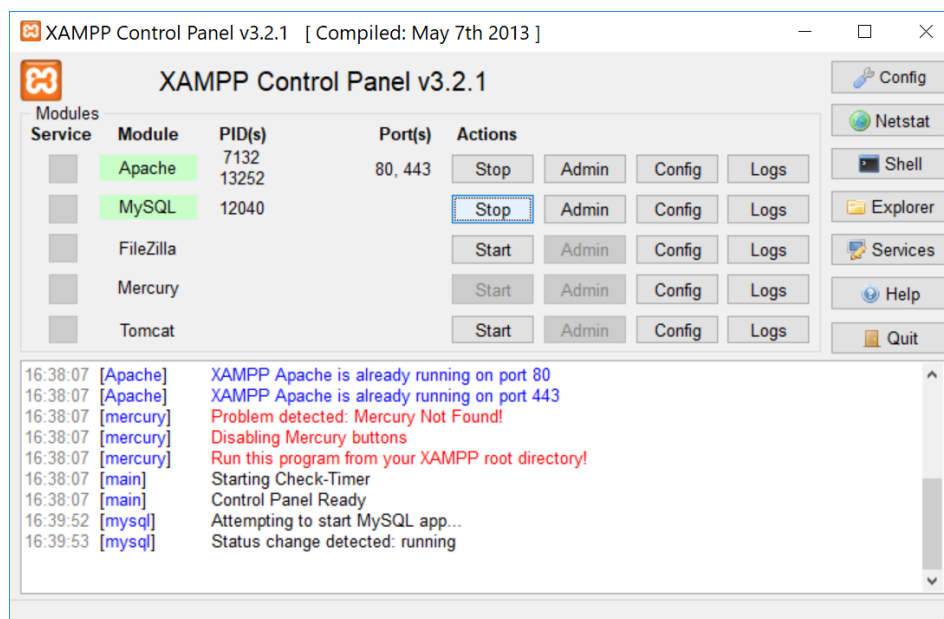 XAMPP Control Panel v3.2.1 [ Compiled: May 7th 2013 ]
XAMPP Control Panel v3.2.1
Config
Modules
Service Module PID(s) Port(s) Actions
Netstat
Apache 7132 13252 80, 443 Stop Admin Config Logs
Shell
MySQL 12040 Stop Admin Config Logs
Explorer
FileZilla Start Admin Config Logs
Services
Mercury Start Admin Config Logs
Help
Tomcat Start Admin Config Logs
Quit
16:38:07 [Apache] XAMPP Apache is already running on port 80
16:38:07 [Apache] XAMPP Apache is already running on port 443
16:38:07 [mercury] Problem detected: Mercury Not Found!
16:38:07 [mercury] Disabling Mercury buttons
16:38:07 [mercury] Run this program from your XAMPP root directory!
16:38:07 [main] Starting Check-Timer
16:38:07 [main] Control Panel Ready
16:39:52 [mysql] Attempting to start MySQL app...
16:39:53 [mysql] Status change detected: running